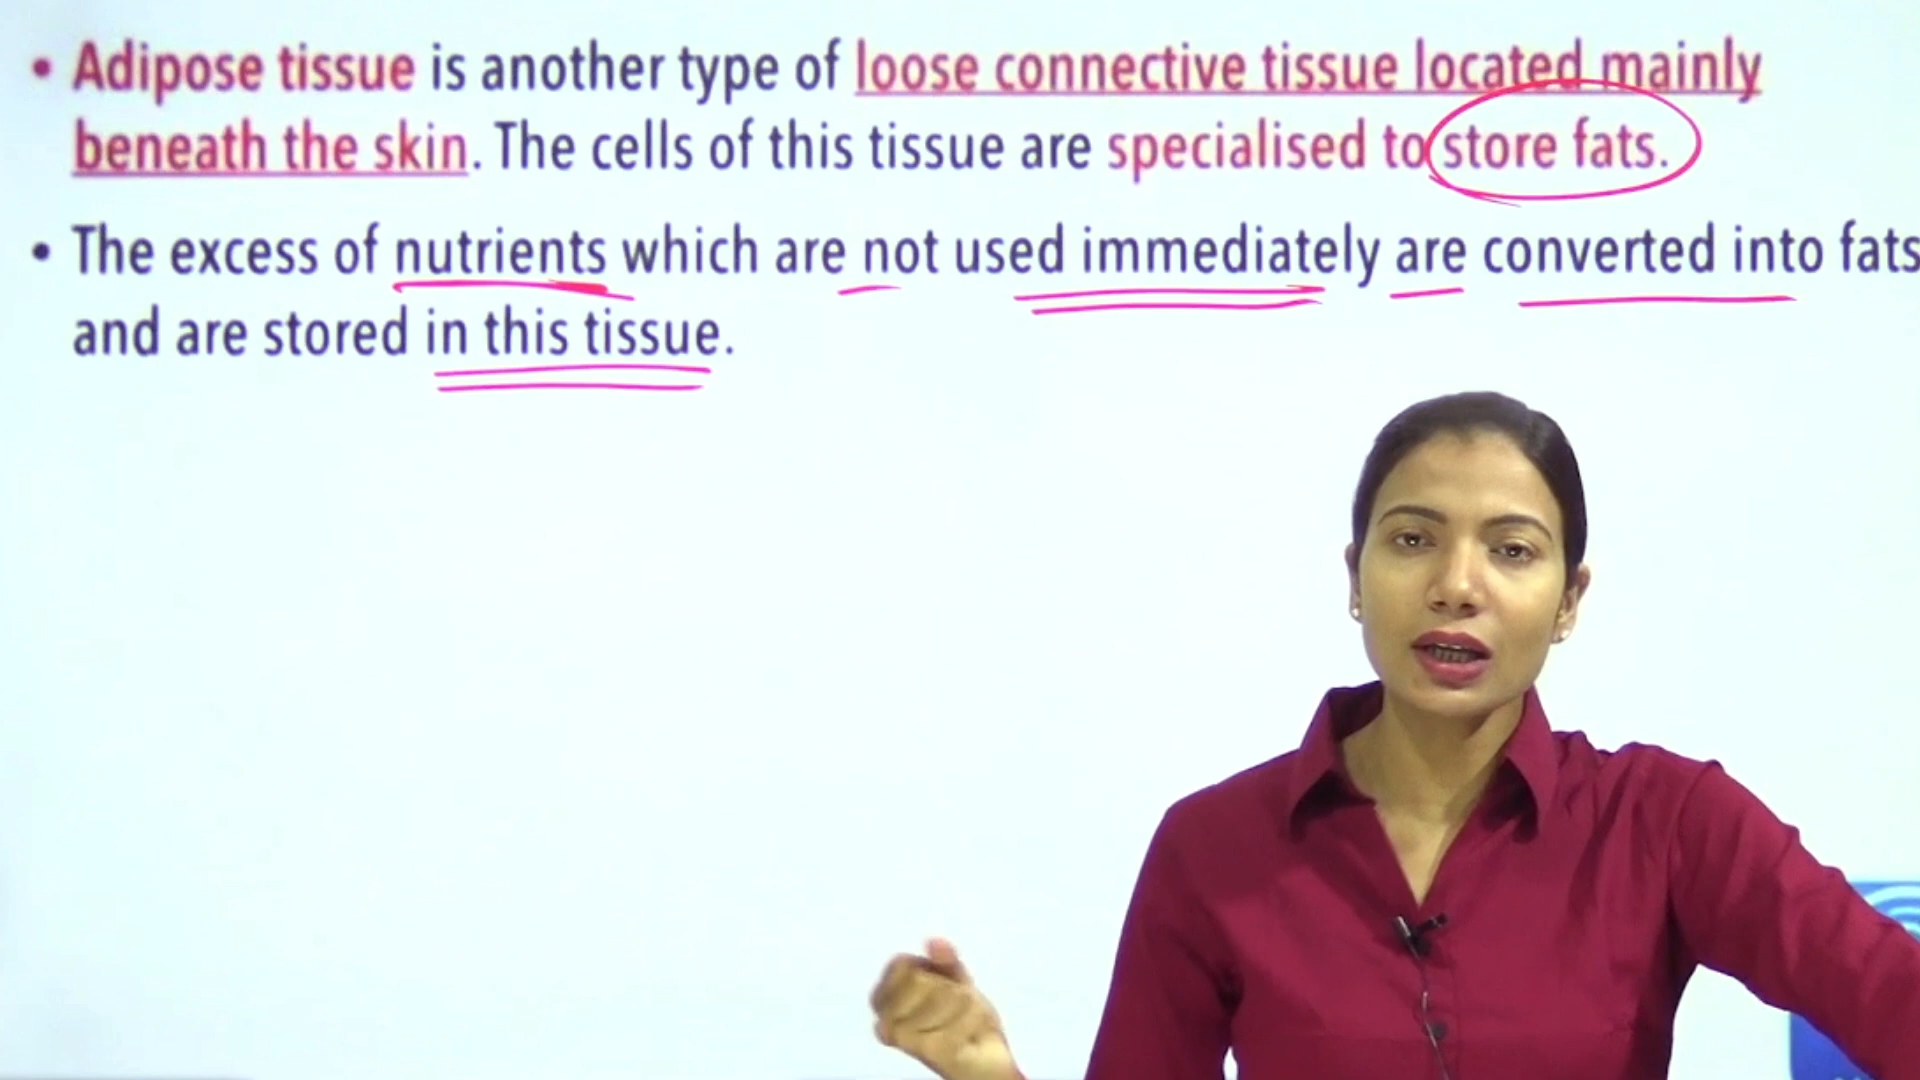 • Adipose tissue is another type of loose connective tissue located mainly
beneath the skin. The cells of this tissue are specialised to store fats.
• The excess of nutrients which are not used immediately are converted into fats
and are stored in this tissue.